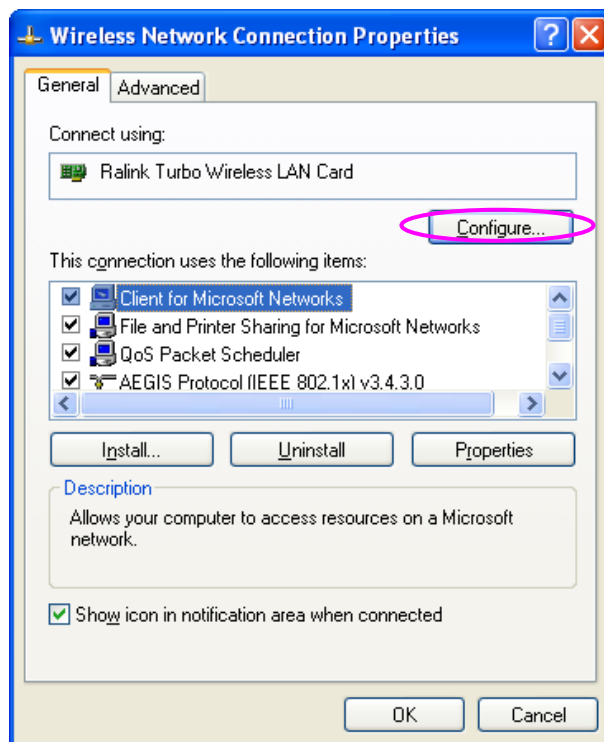 Wireless Network Connection Properties
General Advanced
Connect using:
Ralink Turbo Wireless LAN Card
Configure...
This connection uses the following items:
Client for Microsoft Networks
File and Printer Sharing for Microsoft Networks
QoS Packet Scheduler
AEGIS Protocol (IEEE 802.1x) v3.4.3.0
Install... Uninstall Properties
Description
Allows your computer to access resources on a Microsoft
network.
Show icon in notification area when connected
OK Cancel